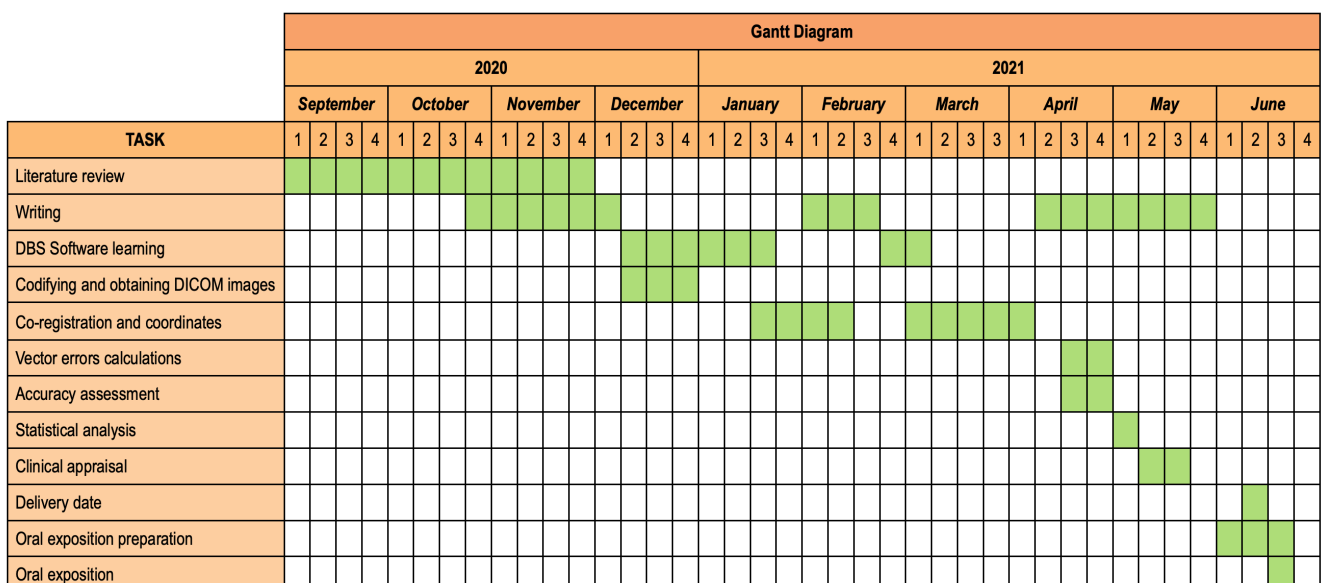 Gantt Diagram
2020 2021
September October November December January February March April May June
TASK 1 2 3 4 1 2 3 4 1 2 3 4 1 2 3 4 1 2 3 4 1 2 3 4 1 2 3 3 1 2 3 4 1 2 3 4 1 2 3 4
Literature review
Writing
DBS Software learning
Codifying and obtaining DICOM images
Co-registration and coordinates
Vector errors calculations
Accuracy assessment
Statistical analysis
Clinical appraisal
Delivery date
Oral exposition preparation
Oral exposition